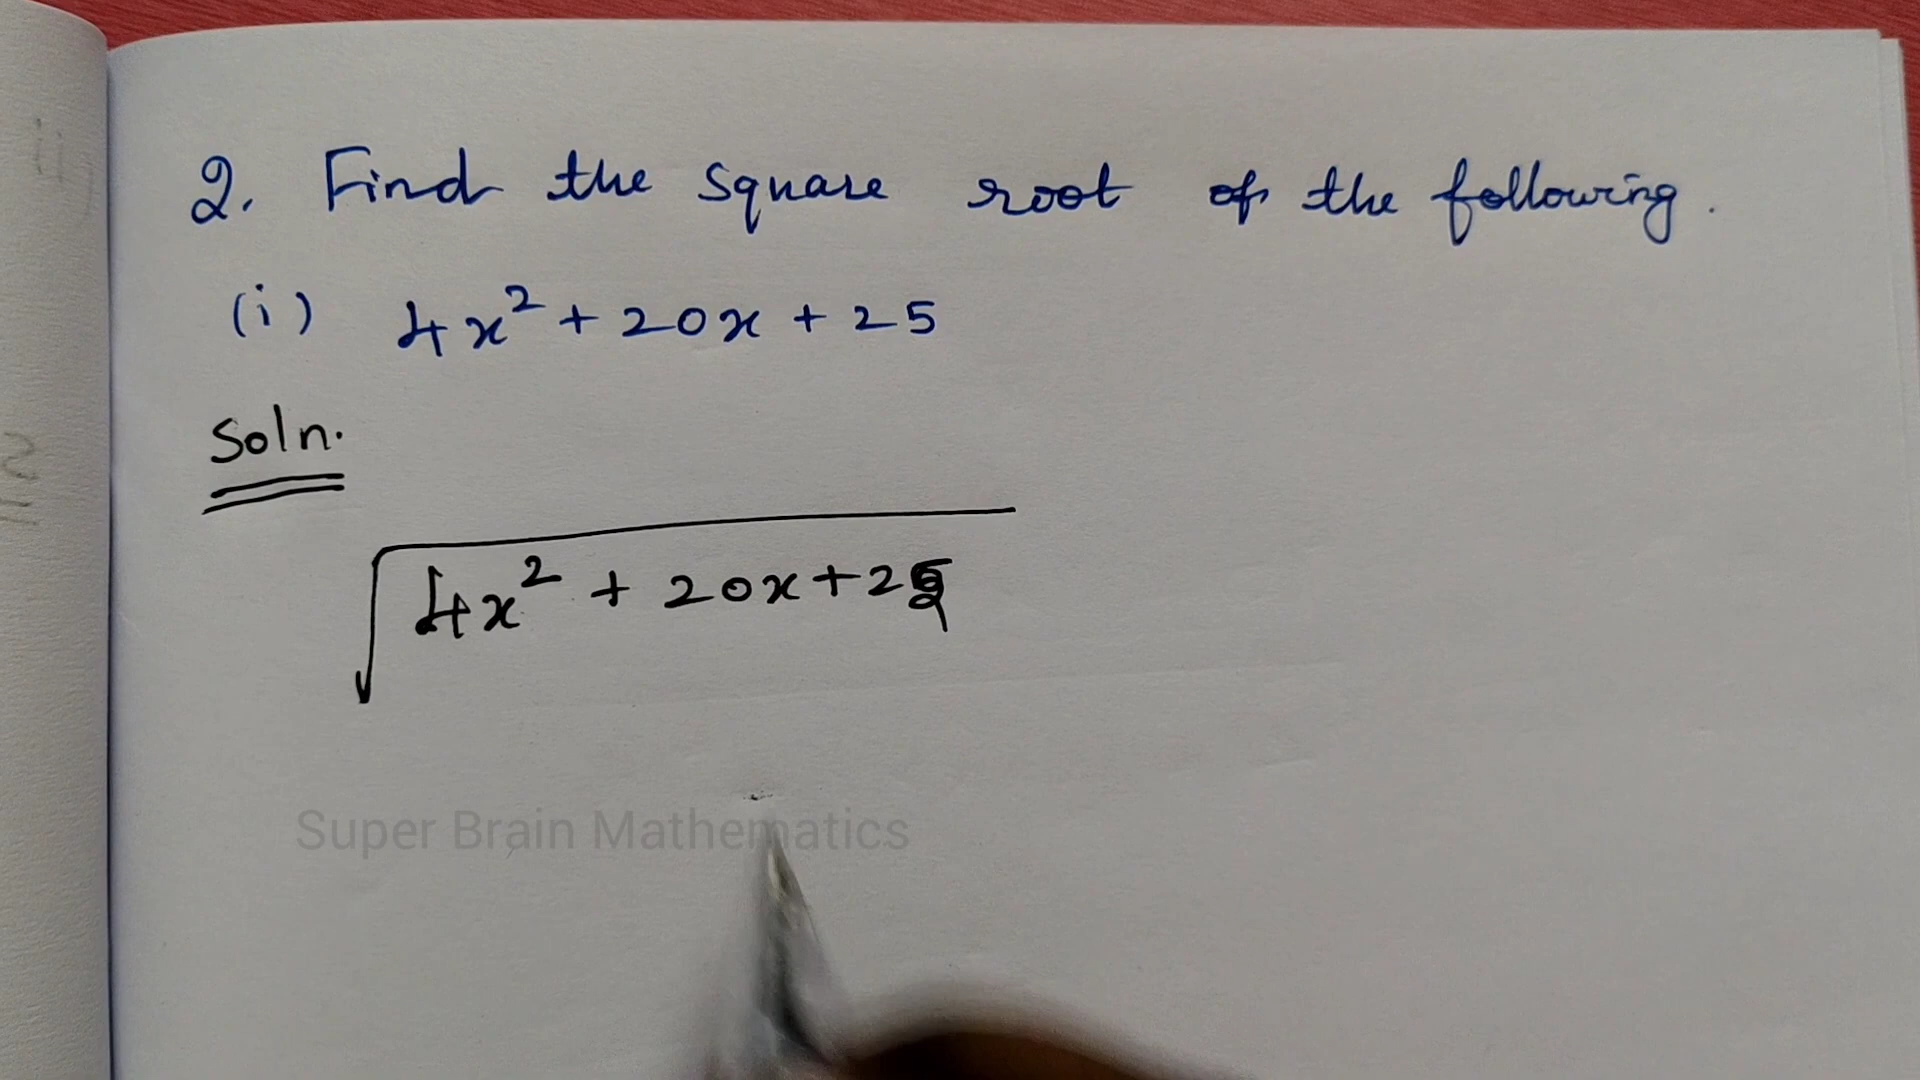 2. Find the square root of the following.
(i) 4x² + 20x + 25
Soln.
√4x² + 20x + 25
Super Brain Mathematics